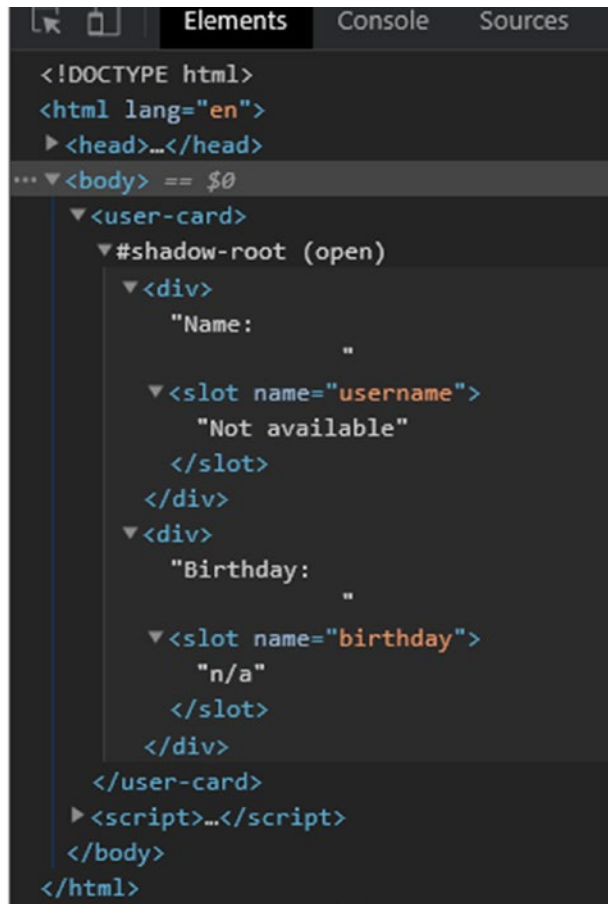 Elements Console Sources
<!DOCTYPE html>
<html lang="en">
<head>…</head>
… <body> == $0
<user-card>
#shadow-root (open)
<div>
"Name:
"
<slot name="username">
"Not available"
</slot>
</div>
<div>
"Birthday:
"
<slot name="birthday">
"n/a"
</slot>
</div>
</user-card>
<script>…</script>
</body>
</html>